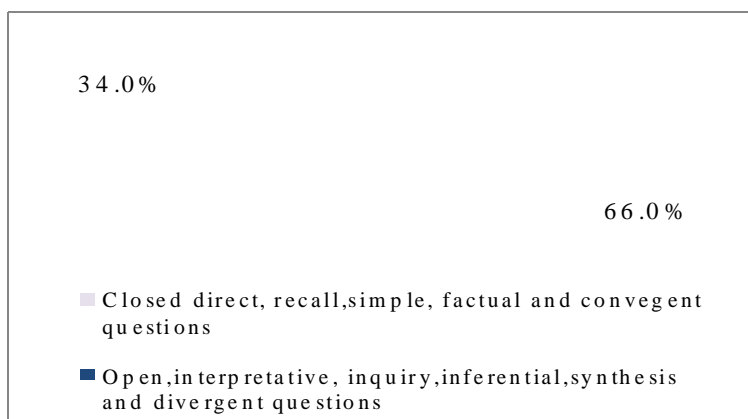 34.0%
66.0%
Closed direct, recall,simple, factual and convegent
questions
Open,interpretative, inquiry,inferential,synthesis
and divergent questions